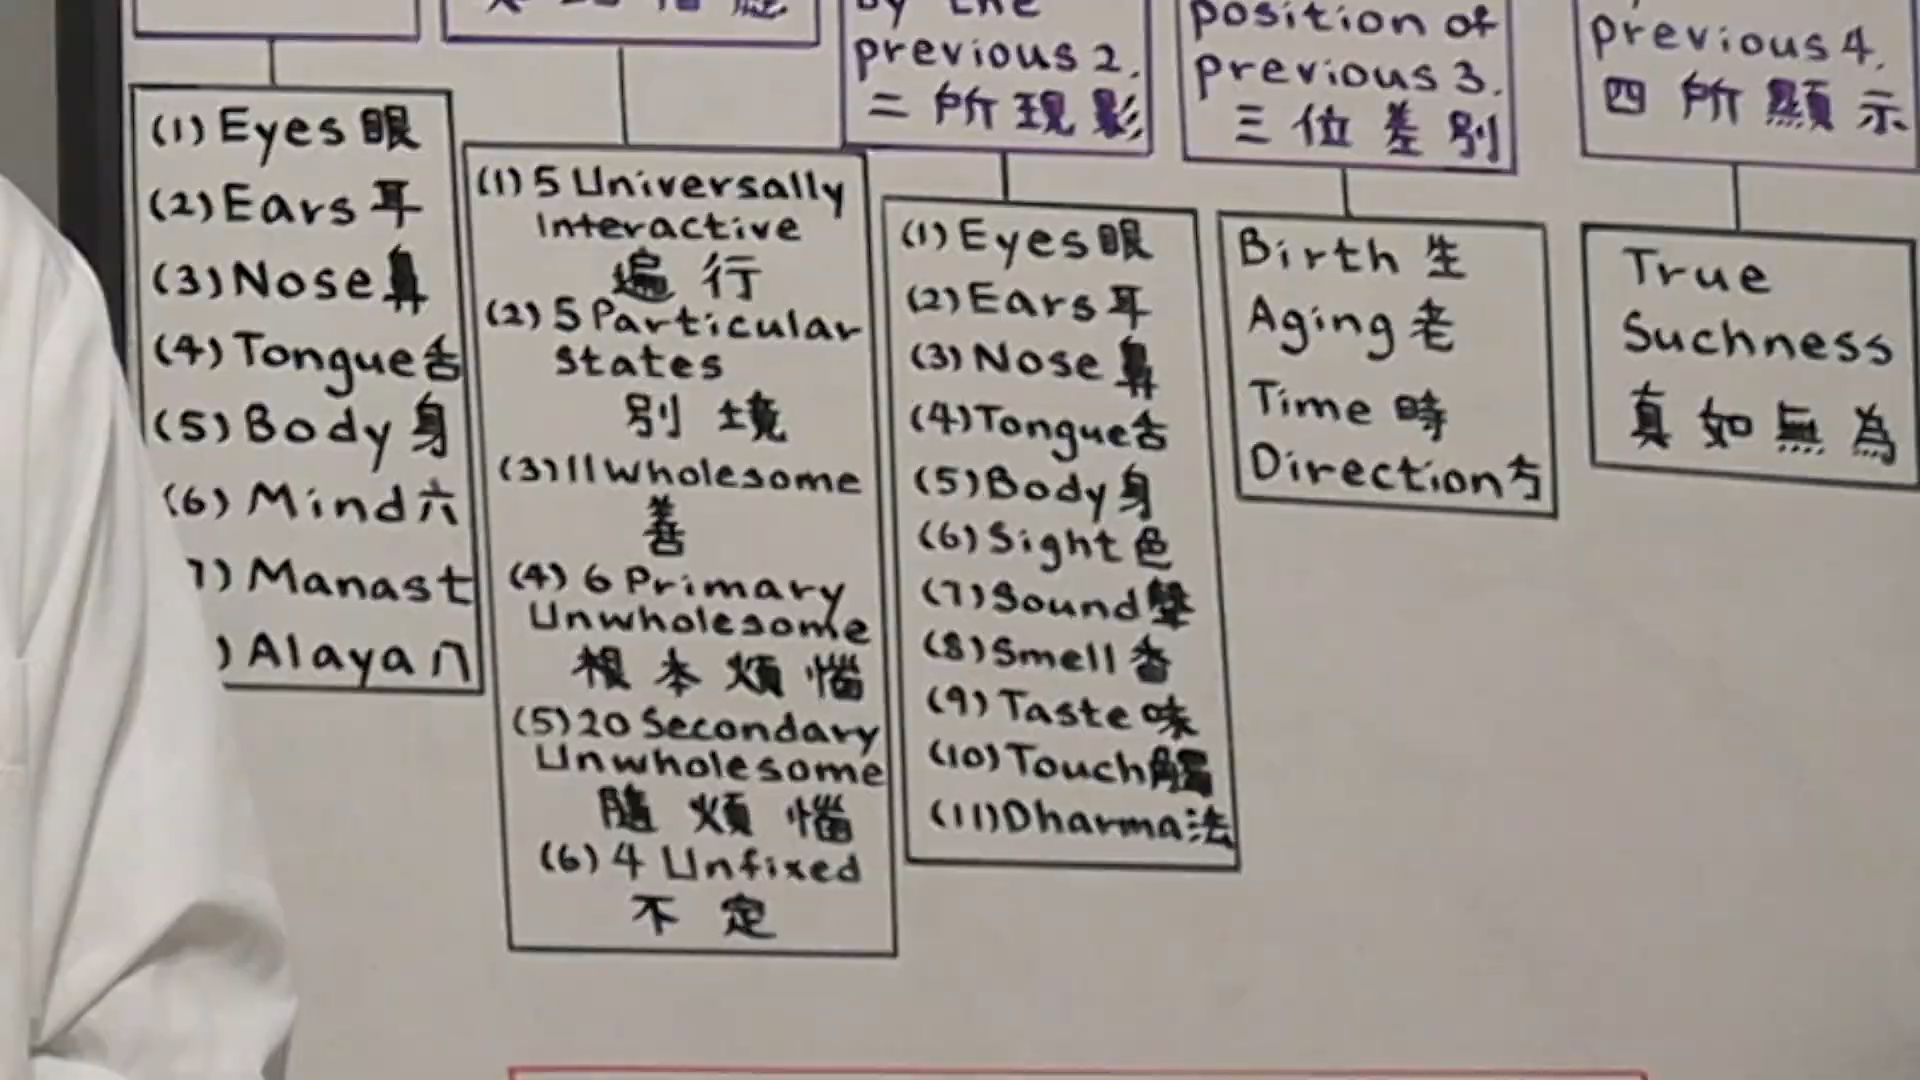 by the
previous 2.
二所現影
position of
previous 3.
三位差別
previous 4.
四所顯示
(1) Eyes 眼
(2) Ears 耳
(3) Nose 鼻
(4) Tongue 舌
(5) Body 身
(6) Mind 六
7) Manas 七
) Alaya 八
(1) 5 Universally
Interactive
遍行
(2) 5 Particular
States
別境
(3) 11 Wholesome
善
(4) 6 Primary
Unwholesome
根本煩惱
(5) 20 Secondary
Unwholesome
隨煩惱
(6) 4 Unfixed
不定
(1) Eyes 眼
(2) Ears 耳
(3) Nose 鼻
(4) Tongue 舌
(5) Body 身
(6) Sight 色
(7) Sound 聲
(8) Smell 香
(9) Taste 味
(10) Touch 觸
(11) Dharma 法
Birth 生
Aging 老
Time 時
Direction 方
True
Suchness
真如無為